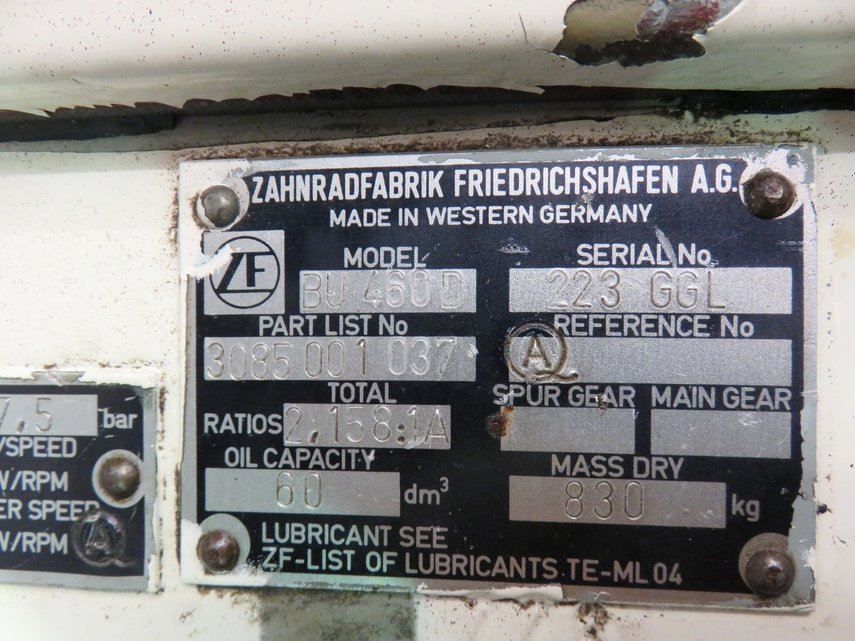 ZAHNRADFABRIK FRIEDRICHSHAFEN A.G.
MADE IN WESTERN GERMANY
ZF
MODEL
BU 460 D
SERIAL No
223 GGL
PART LIST No
3085 001 037
REFERENCE No
A
TOTAL
RATIOS 2.158:1A
SPUR GEAR
MAIN GEAR
OIL CAPACITY
60 dm³
MASS DRY
830 kg
LUBRICANT SEE
ZF-LIST OF LUBRICANTS TE-ML 04
7,5 bar
/SPEED
W/RPM
ER SPEED
W/RPM
A